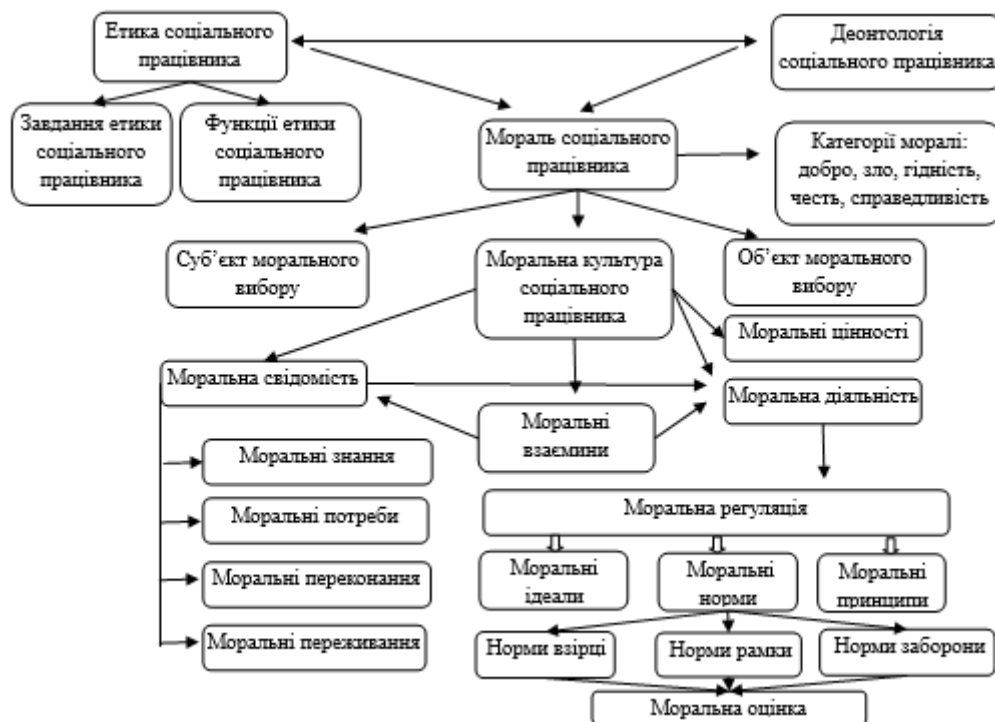 Етика соціального
працівника
Деонтологія
соціального працівника
Завдання етики
соціального
працівника
Функції етики
соціального
працівника
Мораль соціального
працівника
Категорії моралі:
добро, зло, гідність,
честь, справедливість
Суб’єкт морального
вибору
Моральна культура
соціального
працівника
Об’єкт морального
вибору
Моральні цінності
Моральна свідомість
Моральна діяльність
Моральні
взаємини
Моральні знання
Моральні потреби
Моральні переконання
Моральні переживання
Моральна регуляція
Моральні
ідеали
Моральні
норми
Моральні
принципи
Норми взірці
Норми рамки
Норми заборони
Моральна оцінка